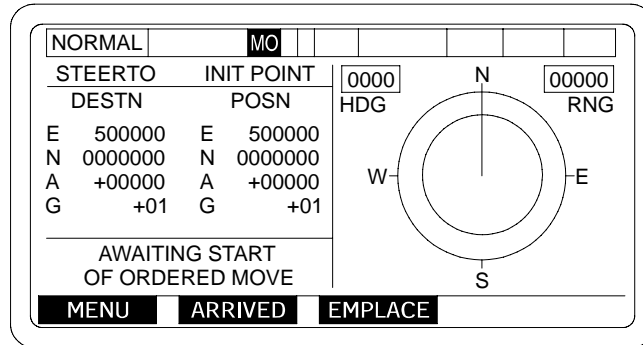 NORMAL MO
STEERTO INIT POINT
DESTN POSN
E 500000 E 500000
N 0000000 N 0000000
A +00000 A +00000
G +01 G +01
AWAITING START
OF ORDERED MOVE
0000 N 00000
HDG RNG
W E
S
MENU ARRIVED EMPLACE